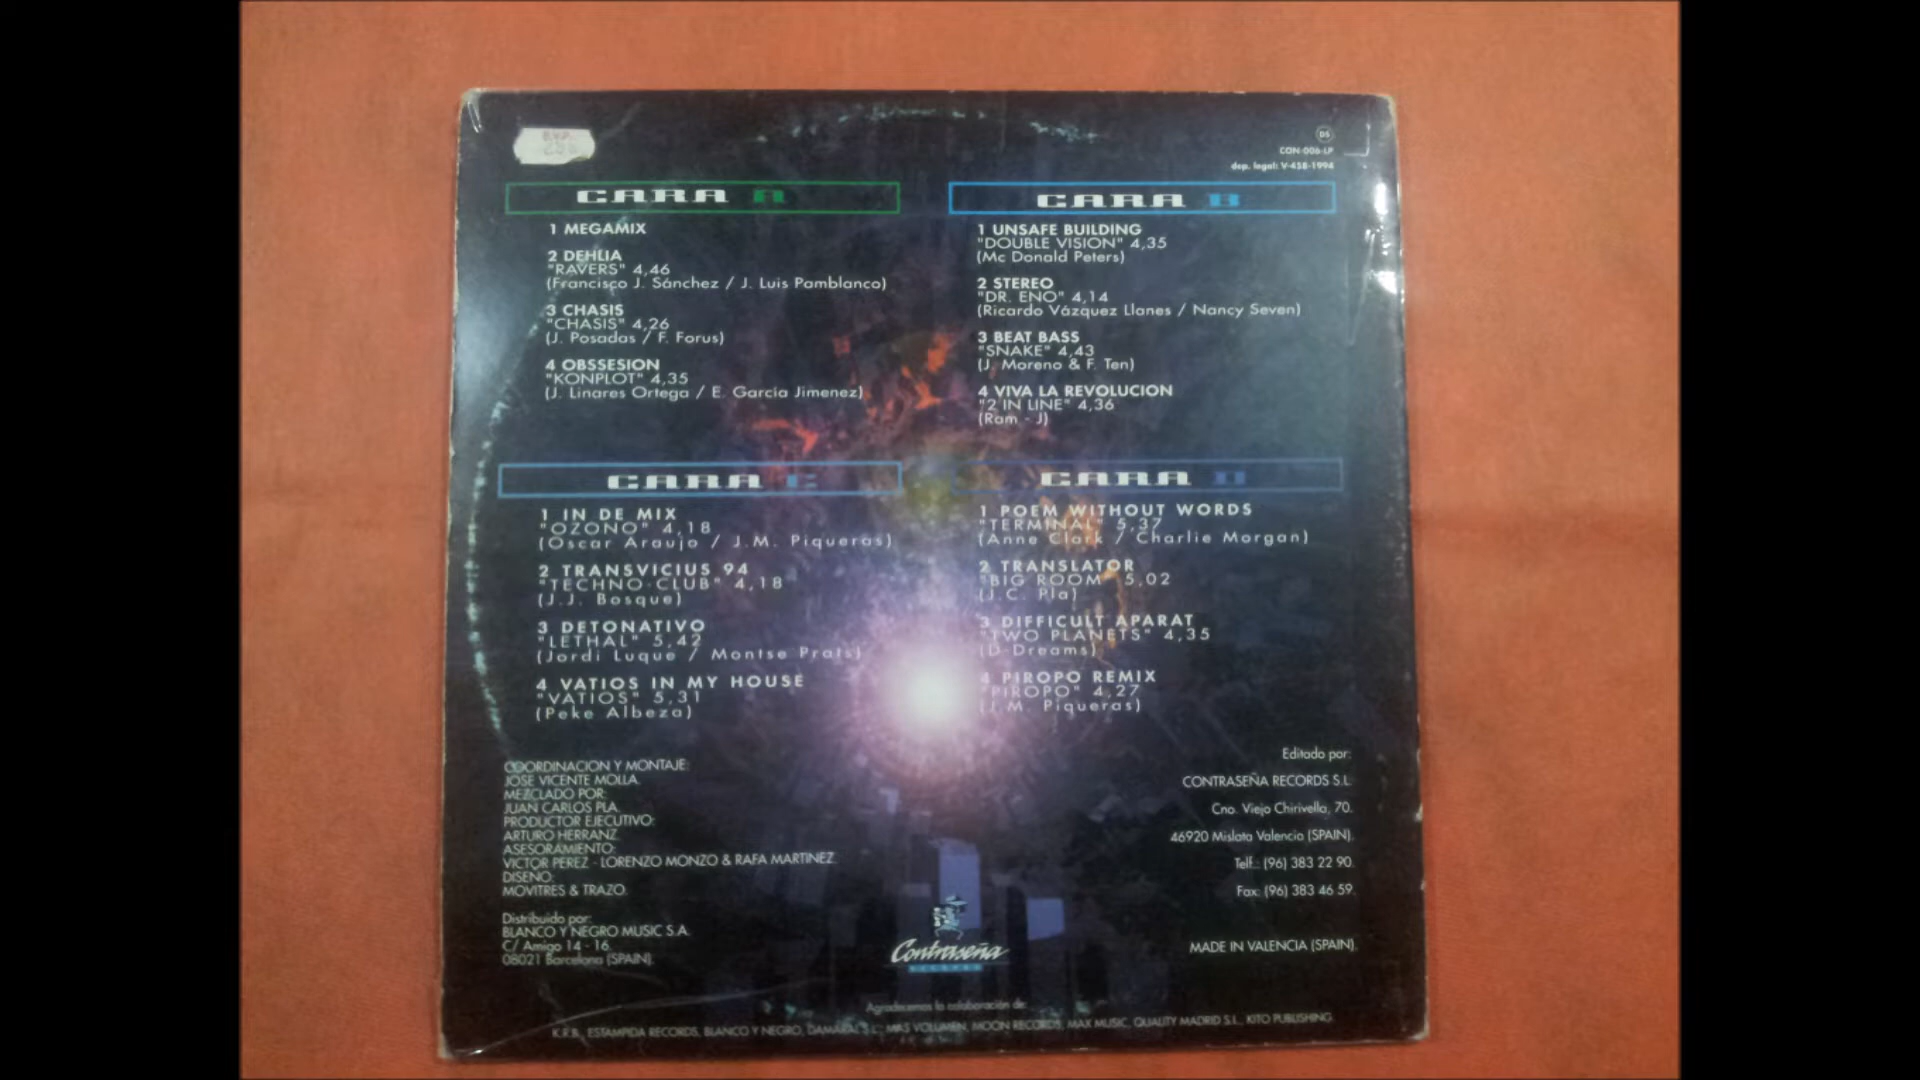 DS
CON-006-LP
dep. legal: V-458-1994
CARA A
1 MEGAMIX
2 DEHLIA
"RAVERS" 4,46
(Francisco J. Sánchez / J. Luis Pamblanco)
3 CHASIS
"CHASIS" 4,26
(J. Posadas / F. Forus)
4 OBSSESION
"KONPLOT" 4,35
(J. Linares Ortega / E. García Jimenez)
CARA B
1 UNSAFE BUILDING
"DOUBLE VISION" 4,35
(Mc Donald Peters)
2 STEREO
"DR. ENO" 4,14
(Ricardo Vázquez Llanes / Nancy Seven)
3 BEAT BASS
"SNAKE" 4,43
(J. Moreno & F. Ten)
4 VIVA LA REVOLUCION
"2 IN LINE" 4,36
(Ram - J)
CARA C
1 IN DE MIX
"OZONO" 4,18
(Oscar Araujo / J.M. Piqueras)
2 TRANSVICIUS 94
"TECHNO-CLUB" 4,18
(J.J. Bosque)
3 DETONATIVO
"LETHAL" 5,42
(Jordi Luque / Montse Prats)
4 VATIOS IN MY HOUSE
"VATIOS" 5,31
(Peke Albeza)
CARA D
1 POEM WITHOUT WORDS
"TERMINAL" 5,37
(Anne Clark / Charlie Morgan)
2 TRANSLATOR
"BIG ROOM" 5,02
(J.C. Pla)
3 DIFFICULT APARAT
"TWO PLANETS" 4,35
(D-Dreams)
4 PIROPO REMIX
"PIROPO" 4,27
(J.M. Piqueras)
COORDINACION Y MONTAJE:
JOSE VICENTE MOLLA.
MEZCLADO POR:
JUAN CARLOS PLA.
PRODUCTOR EJECUTIVO:
ARTURO HERRANZ.
ASESORAMIENTO:
VICTOR PEREZ - LORENZO MONZO & RAFA MARTINEZ.
DISEÑO:
MOVITRES & TRAZO.
Distribuido por:
BLANCO Y NEGRO MUSIC S.A.
C/ Amigo 14 - 16.
08021 Barcelona (SPAIN).
Editado por:
CONTRASEÑA RECORDS S.L.
Cno. Viejo Chirivella, 70.
46920 Mislata Valencia (SPAIN).
Telf.: (96) 383 22 90.
Fax: (96) 383 46 59.
MADE IN VALENCIA (SPAIN).
Contraseña
RECORDS
Agradecemos la colaboración de:
K.R.B., ESTAMPIDA RECORDS, BLANCO Y NEGRO, DAMARAL S.L., MAS VOLUMEN, MOON RECORDS, MAX MUSIC, QUALITY MADRID S.L., KITO PUBLISHING.